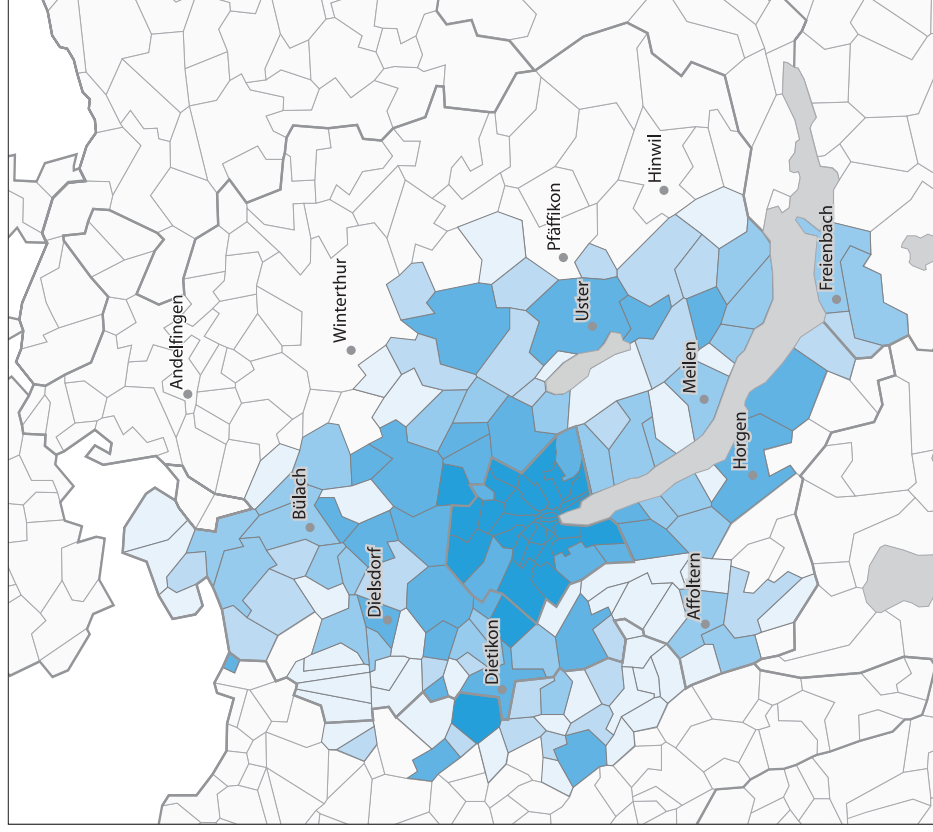 Andelfingen
Winterthur
Pfäffikon
Hinwil
Bülach
Uster
Freienbach
Dielsdorf
Meilen
Horgen
Dietikon
Affoltern